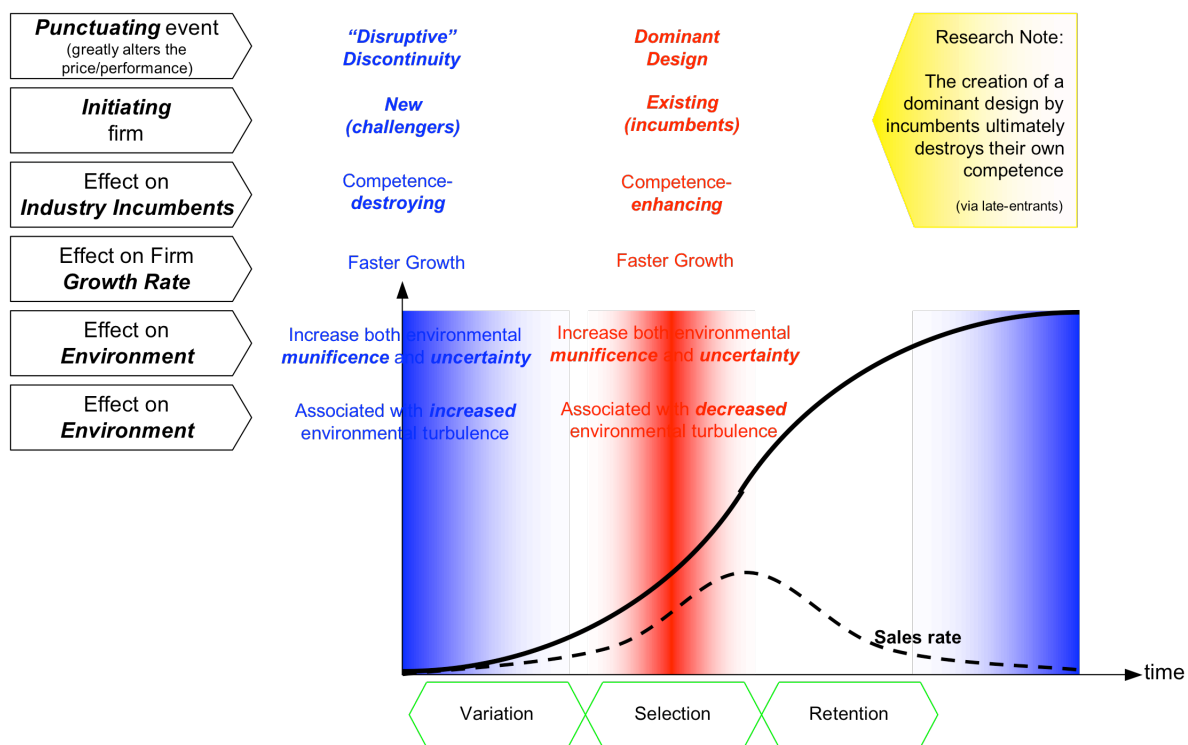 Punctuating event
(greatly alters the
price/performance)
“Disruptive”
Discontinuity
Dominant
Design
Research Note:
The creation of a
dominant design by
incumbents ultimately
destroys their own
competence
(via late-entrants)
Initiating
firm
New
(challengers)
Existing
(incumbents)
Effect on
Industry Incumbents
Competence-
destroying
Competence-
enhancing
Effect on Firm
Growth Rate
Faster Growth
Faster Growth
Effect on
Environment
Increase both environmental
munificence and uncertainty
Increase both environmental
munificence and uncertainty
Effect on
Environment
Associated with increased
environmental turbulence
Associated with decreased
environmental turbulence
Sales rate
time
Variation
Selection
Retention